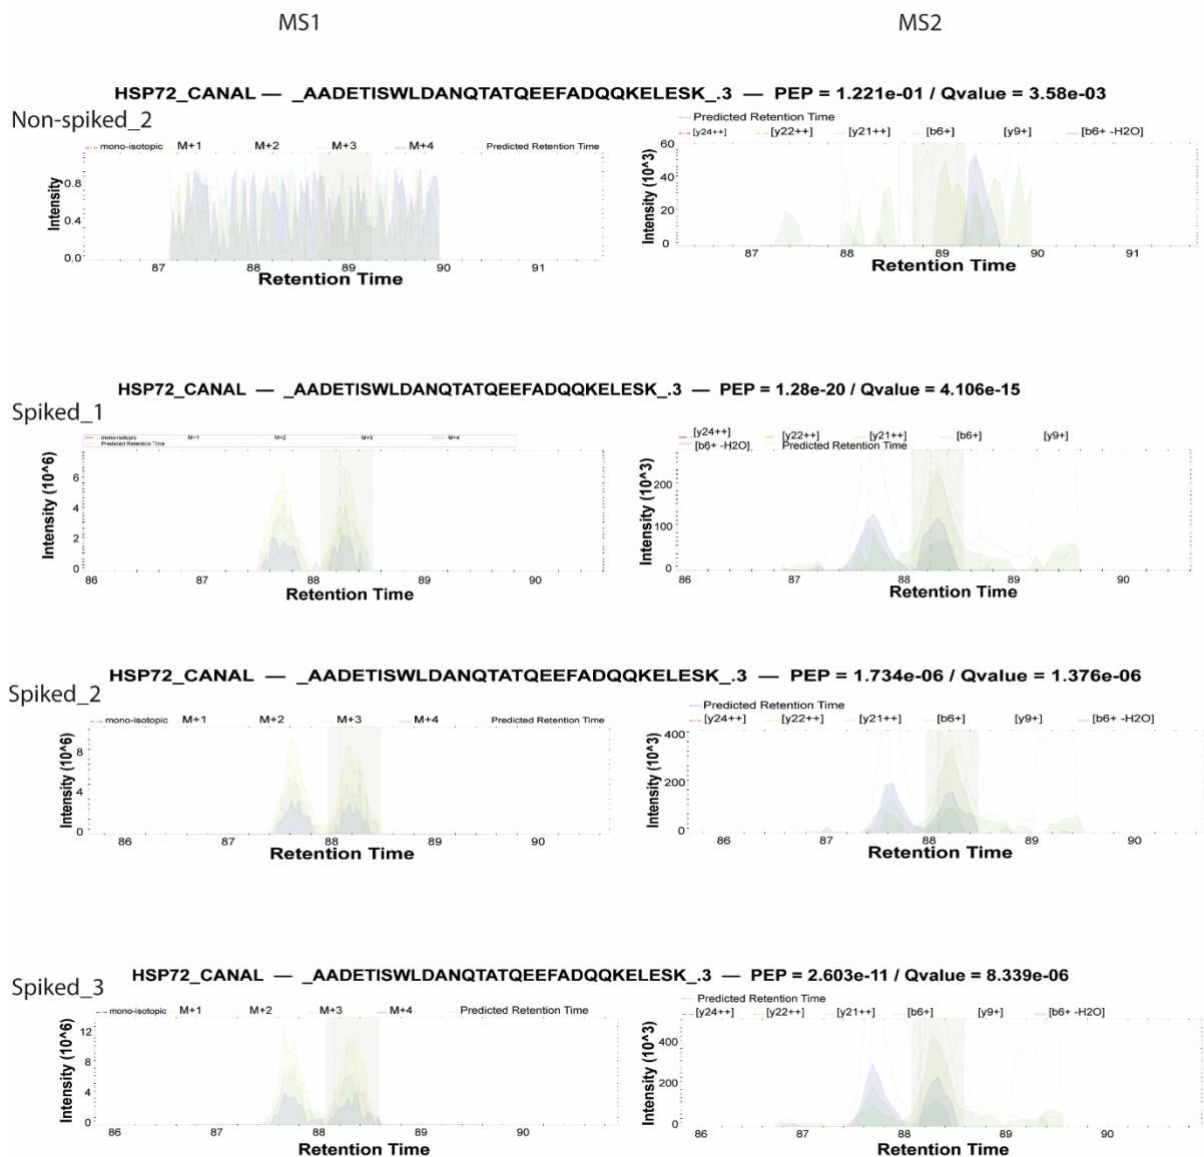 MS1 MS2
HSP72_CANAL — _AADETISWLDANQTATQEEFADQQKELESK_.3 — PEP = 1.221e-01 / Qvalue = 3.58e-03
Non-spiked_2
Predicted Retention Time
mono-isotopic M+1 M+2 M+3 M+4 Predicted Retention Time
[y24++] [y22++] [y21++] [b6+] [y9+] [b6+ -H2O]
Intensity
0.8
0.4
0.0
87 88 89 90 91
Retention Time
Intensity (10^3)
60
40
20
0
87 88 89 90 91
Retention Time
HSP72_CANAL — _AADETISWLDANQTATQEEFADQQKELESK_.3 — PEP = 1.28e-20 / Qvalue = 4.106e-15
Spiked_1
mono-isotopic M+1 M+2 M+3 M+4
Predicted Retention Time
[y24++] [y22++] [y21++] [b6+] [y9+]
[b6+ -H2O] Predicted Retention Time
Intensity (10^6)
6
4
2
0
86 87 88 89 90
Retention Time
Intensity (10^3)
200
100
0
86 87 88 89 90
Retention Time
HSP72_CANAL — _AADETISWLDANQTATQEEFADQQKELESK_.3 — PEP = 1.734e-06 / Qvalue = 1.376e-06
Spiked_2
Predicted Retention Time
mono-isotopic M+1 M+2 M+3 M+4 Predicted Retention Time
[y24++] [y22++] [y21++] [b6+] [y9+] [b6+ -H2O]
Intensity (10^6)
8
4
0
86 87 88 89 90
Retention Time
Intensity (10^3)
400
200
0
86 87 88 89 90
Retention Time
HSP72_CANAL — _AADETISWLDANQTATQEEFADQQKELESK_.3 — PEP = 2.603e-11 / Qvalue = 8.339e-06
Spiked_3
Predicted Retention Time
mono-isotopic M+1 M+2 M+3 M+4 Predicted Retention Time
[y24++] [y22++] [y21++] [b6+] [y9+] [b6+ -H2O]
Intensity (10^6)
12
8
4
0
86 87 88 89 90
Retention Time
Intensity (10^3)
400
200
0
86 87 88 89 90
Retention Time